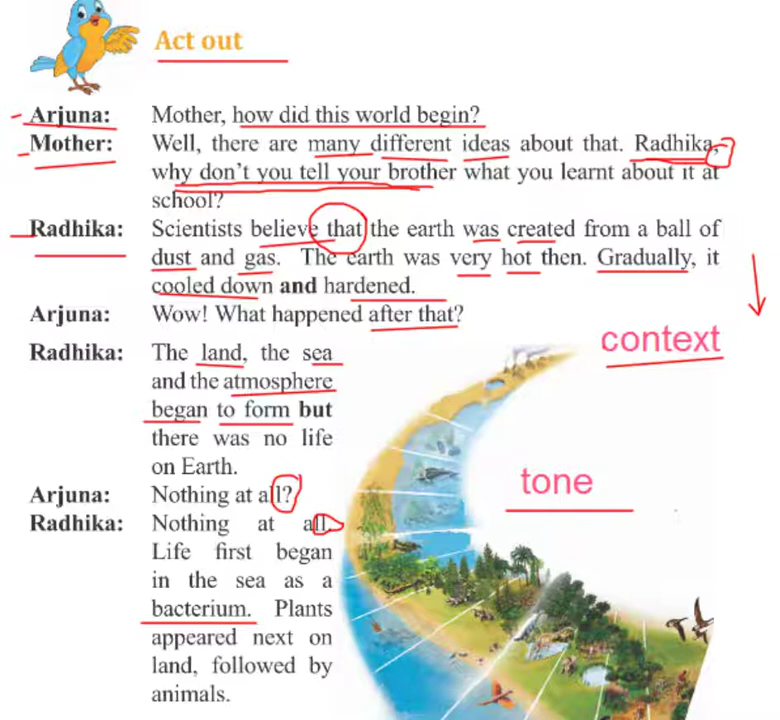 Act out
Arjuna: Mother, how did this world begin?
Mother: Well, there are many different ideas about that. Radhika,
why don't you tell your brother what you learnt about it at
school?
Radhika: Scientists believe that the earth was created from a ball of
dust and gas. The earth was very hot then. Gradually, it
cooled down and hardened.
Arjuna: Wow! What happened after that?
context
Radhika: The land, the sea
and the atmosphere
began to form but
there was no life
on Earth.
tone
Arjuna: Nothing at all?
Radhika: Nothing at all.
Life first began
in the sea as a
bacterium. Plants
appeared next on
land, followed by
animals.